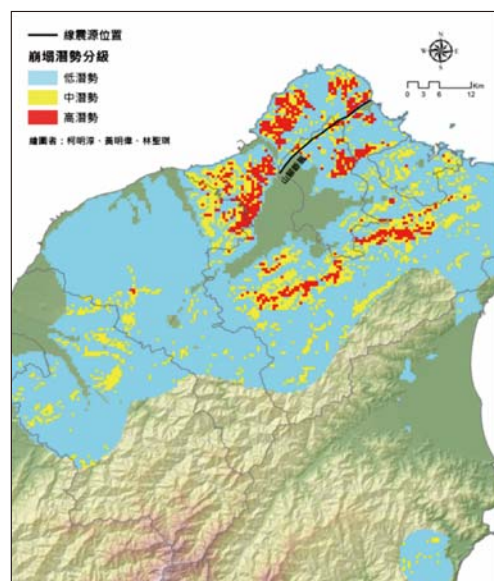 線震源位置
崩塌潛勢分級
低潛勢
中潛勢
高潛勢
繪圖者：柯明淳、黃明偉、林聖琪
N
W E
S
0 3 6 12 Km
山腳斷層